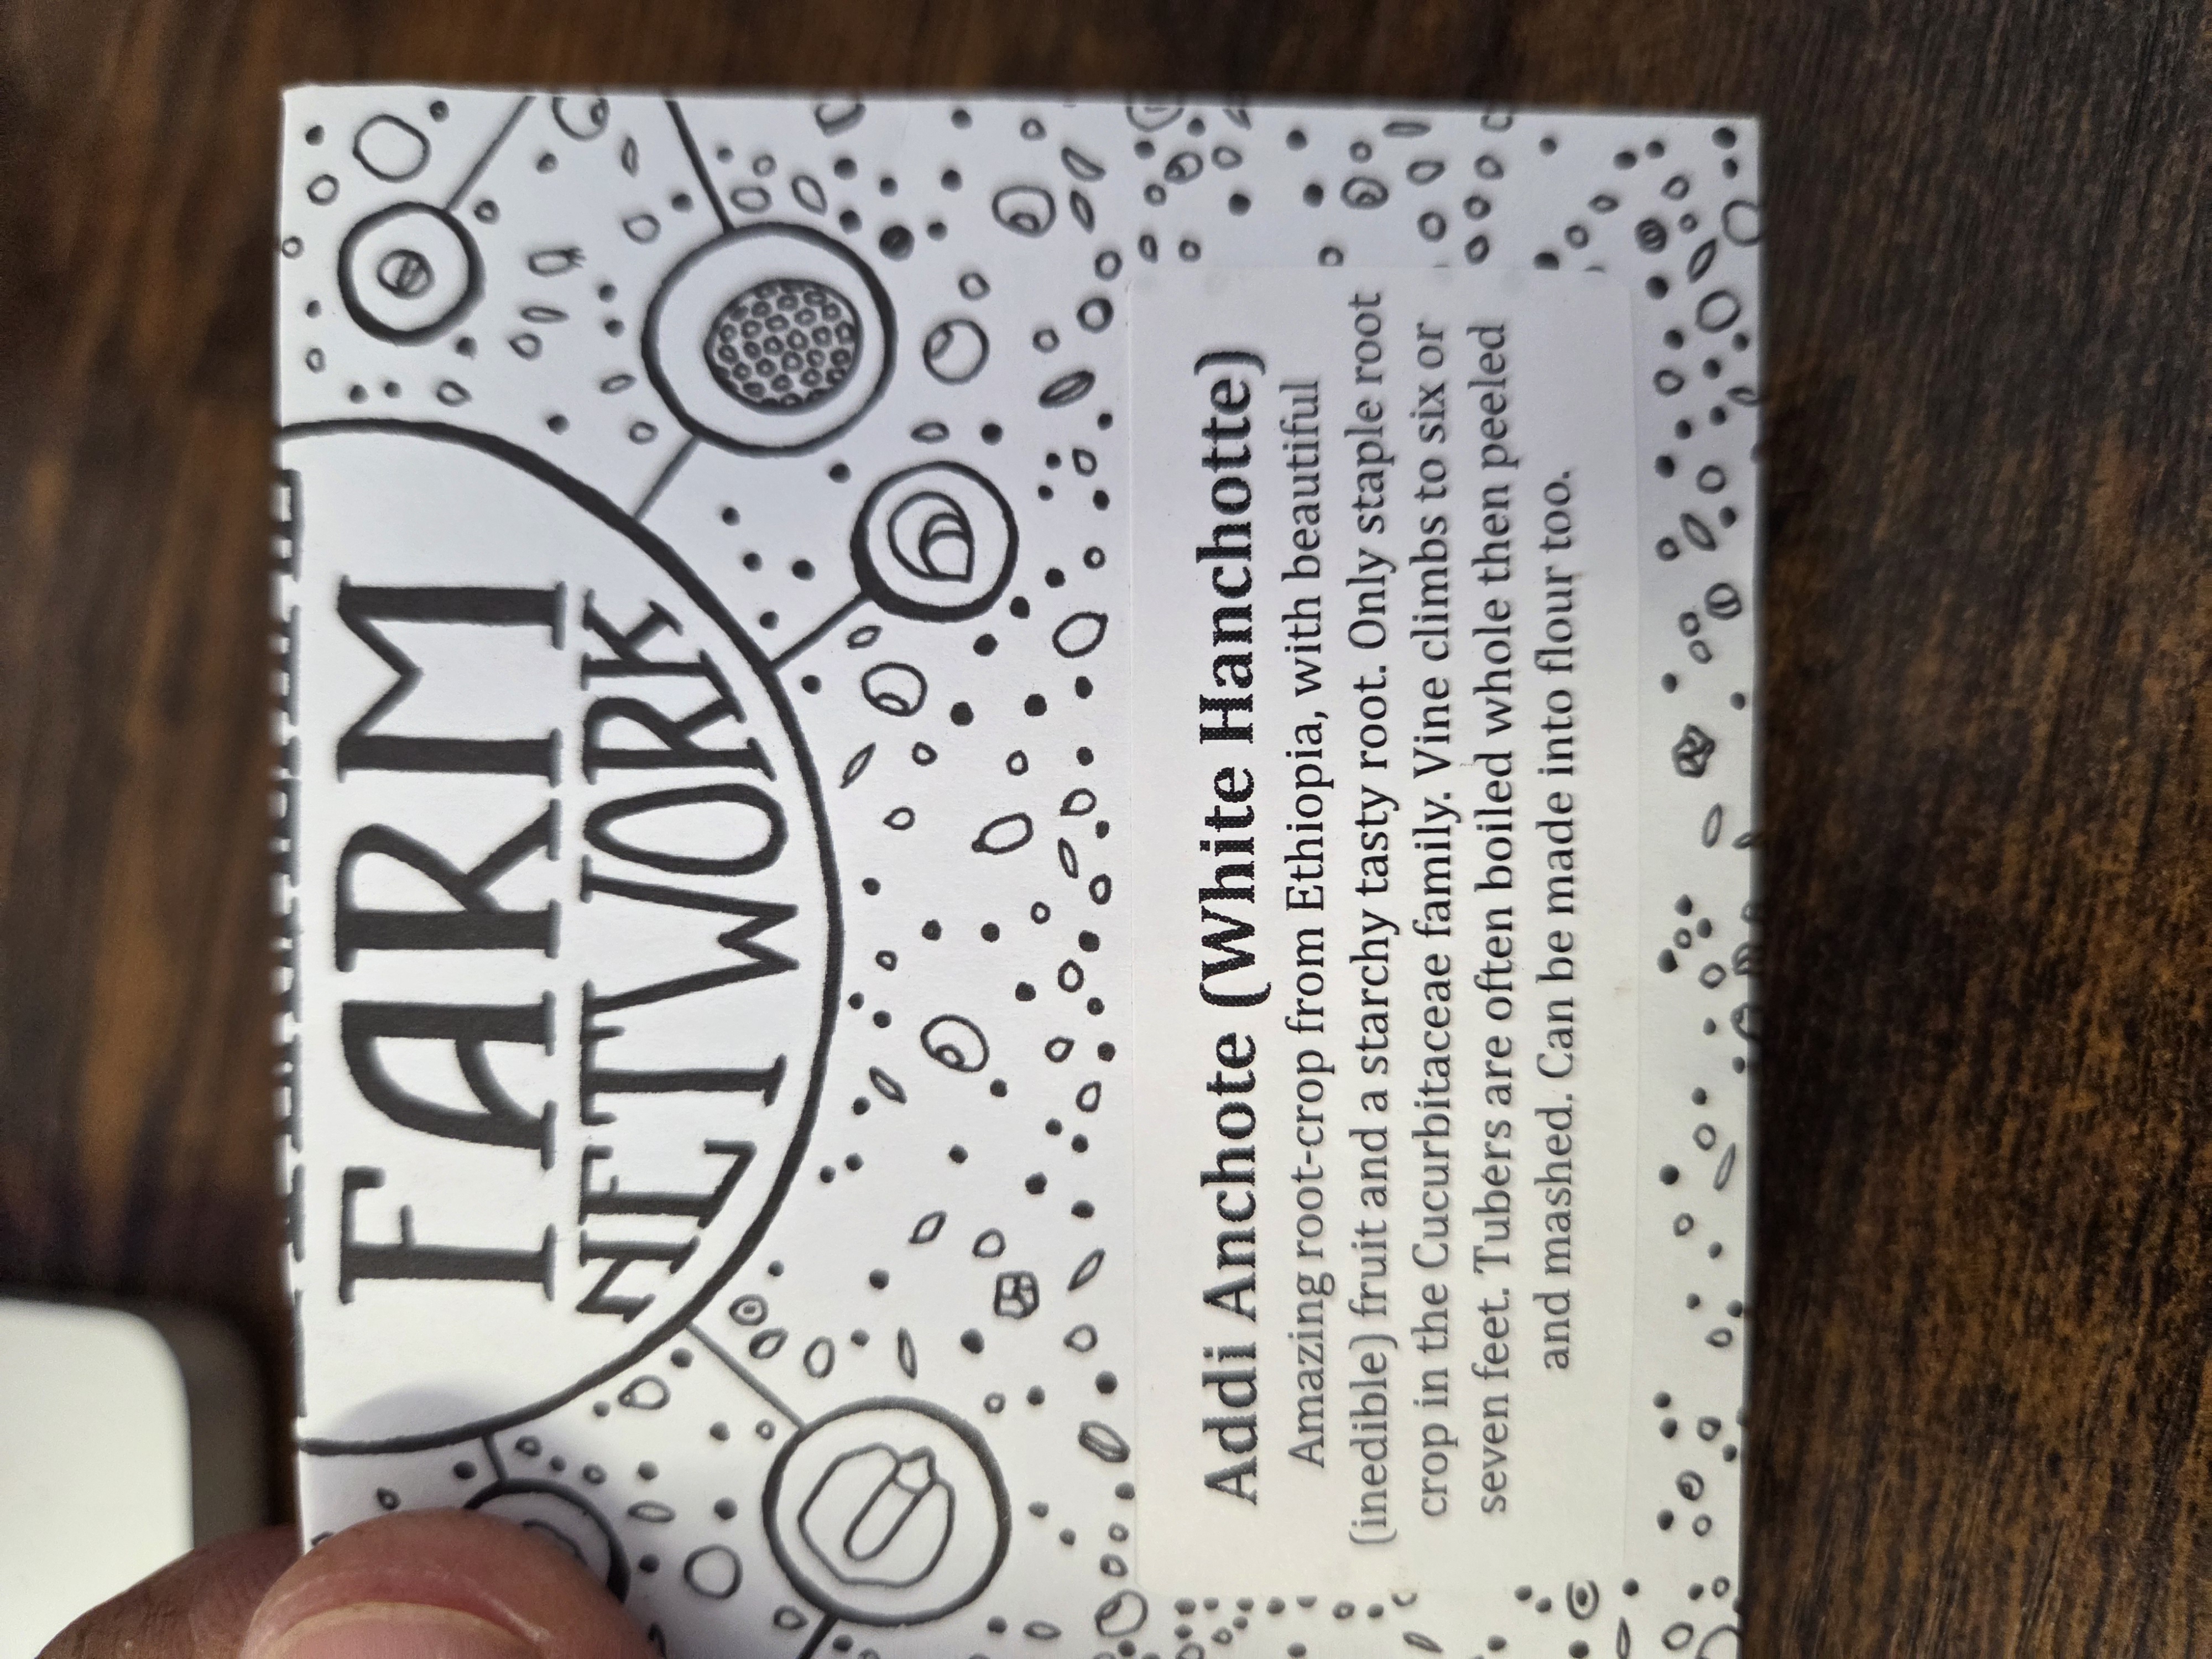 FARM
NETWORK
Addi Anchote (White Hanchotte)
Amazing root-crop from Ethiopia, with beautiful
(inedible) fruit and a starchy tasty root. Only staple root
crop in the Cucurbitaceae family. Vine climbs to six or
seven feet. Tubers are often boiled whole then peeled
and mashed. Can be made into flour too.